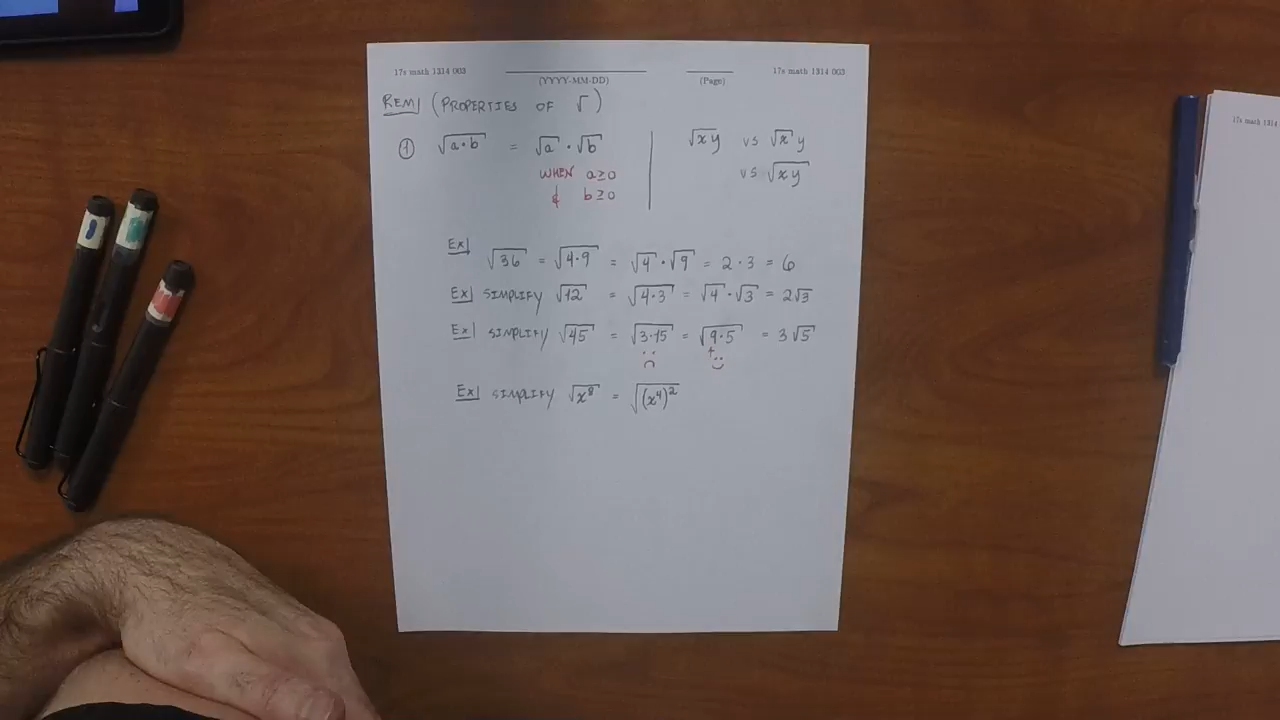 17s math 1314 003 (YYYY-MM-DD) (Page) 17s math 1314 003
REM (PROPERTIES OF √ )
① √(a·b) = √a · √b
WHEN a≥0
& b≥0
√x y vs √x y
vs √(xy)
Ex √36 = √(4·9) = √4 · √9 = 2·3 = 6
Ex SIMPLIFY √12 = √(4·3) = √4 · √3 = 2√3
Ex SIMPLIFY √45 = √(3·15) = √(9·5) = 3√5
Ex SIMPLIFY √(x⁸) = √((x⁴)²)
17s math 1314